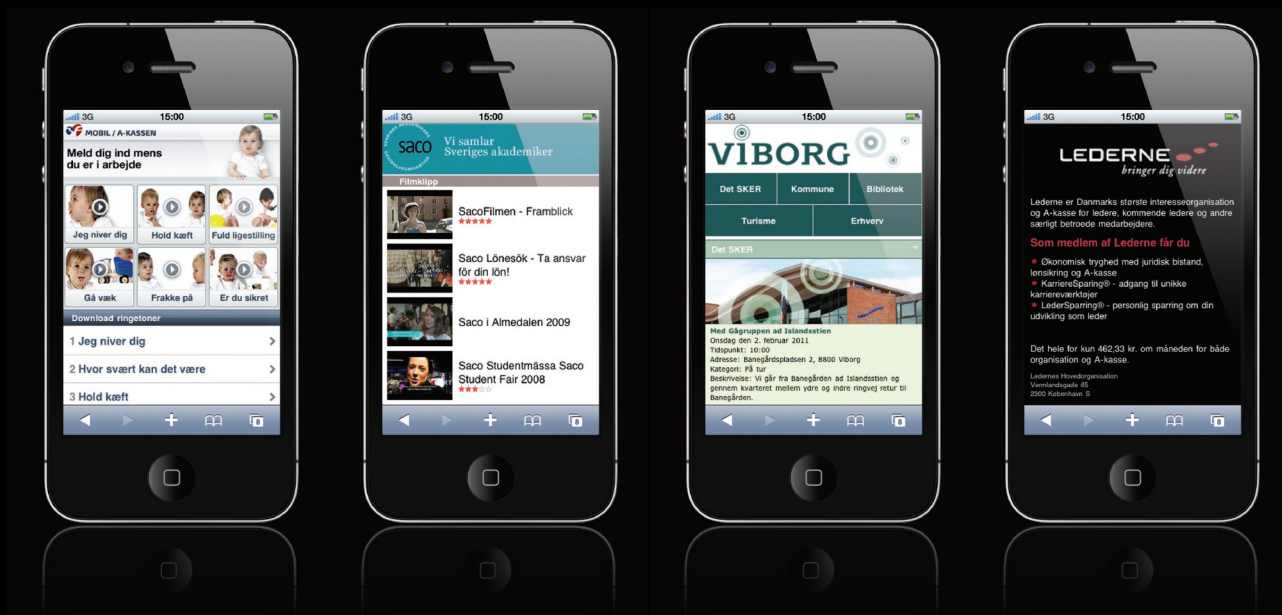 3G 15:00
MOBIL / A-KASSEN
Meld dig ind mens
du er i arbejde
Jeg niver dig
Hold kæft
Fuld ligestilling
Gå væk
Frakke på
Er du sikret
Download ringetoner
1 Jeg niver dig
2 Hvor svært kan det være
3 Hold kæft
8
3G 15:00
saco
Vi samlar
Sveriges akademiker
Filmklipp
SacoFilmen - Framblick
Saco Lönesök - Ta ansvar
för din lön!
Saco i Almedalen 2009
Saco Studentmässa Saco
Student Fair 2008
8
3G 15:00
VIBORG
Det SKER
Kommune
Bibliotek
Turisme
Erhverv
Det SKER
Med Gågruppen ad Islandsstien
Onsdag den 2. februar 2011
Tidspunkt: 10:00
Adresse: Banegårdspladsen 2, 8800 Viborg
Kategori: På tur
Beskrivelse: Vi går fra Banegården ad Islandsstien og
gennem kvarteret mellem ydre og indre ringvej retur til
Banegården.
8
3G 15:00
LEDERNE
bringer dig videre
Lederne er Danmarks største interesseorganisation
og A-kasse for ledere, kommende ledere og andre
særligt betroede medarbejdere.
Som medlem af Lederne får du
Økonomisk tryghed med juridisk bistand,
lønsikring og A-kasse
KarriereSparing® - adgang til unikke
karriereværktøjer
LederSparring® - personlig sparring om din
udvikling som leder
Det hele for kun 462,33 kr. om måneden for både
organisation og A-kasse.
Ledernes Hovedorganisation
Vermlandsgade 65
2300 København S
8